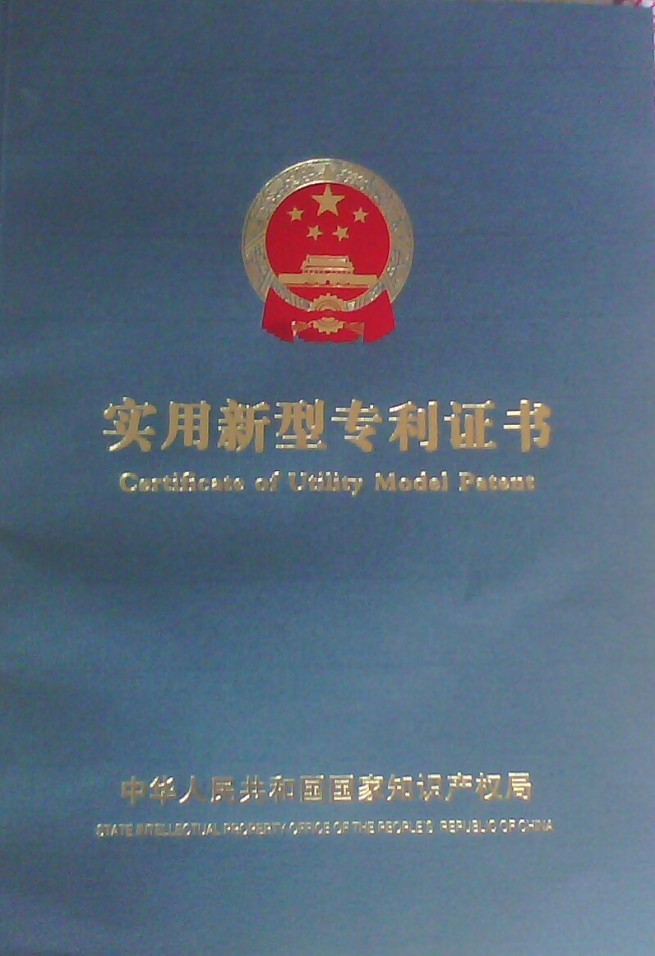 实用新型专利证书
Certificate of Utility Model Patent
中华人民共和国国家知识产权局
STATE INTELLECTUAL PROPERTY OFFICE OF THE PEOPLE'S REPUBLIC OF CHINA